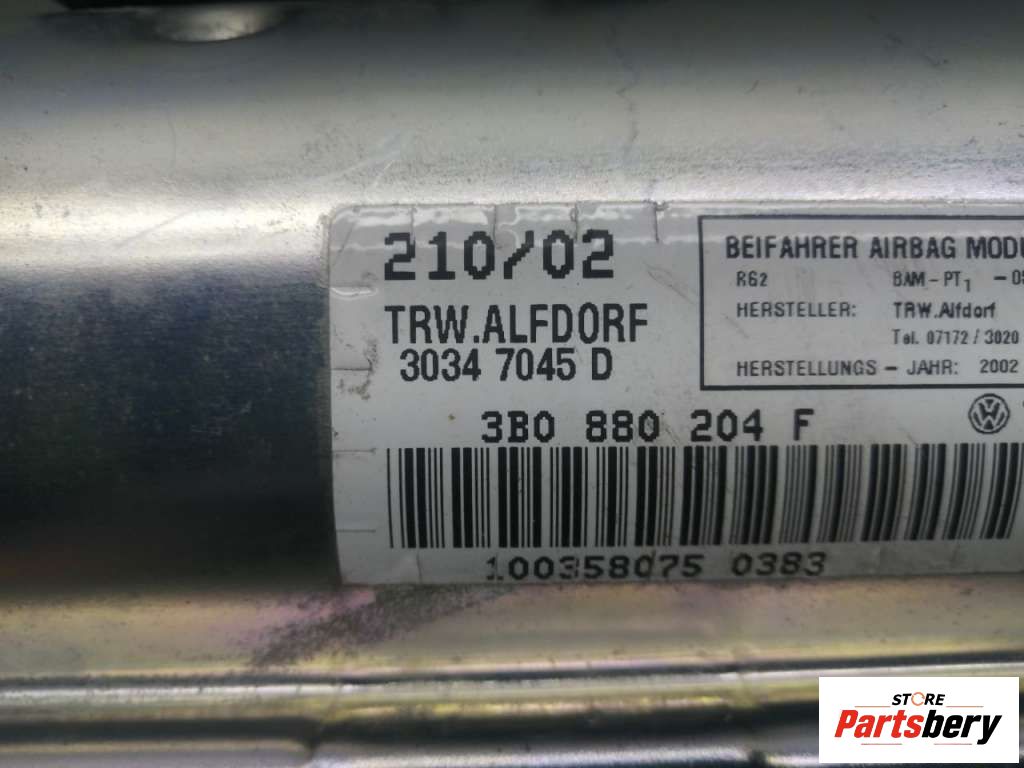 210/02
TRW.ALFDORF
3034 7045 D
BEIFAHRER AIRBAG
R62 BAM-PT1
HERSTELLER: TRW.Alfdorf
Tel. 07172/3020
HERSTELLUNGS - JAHR: 2002
3B0 880 204 F
VW
100358075 0383
STORE
Partsbery